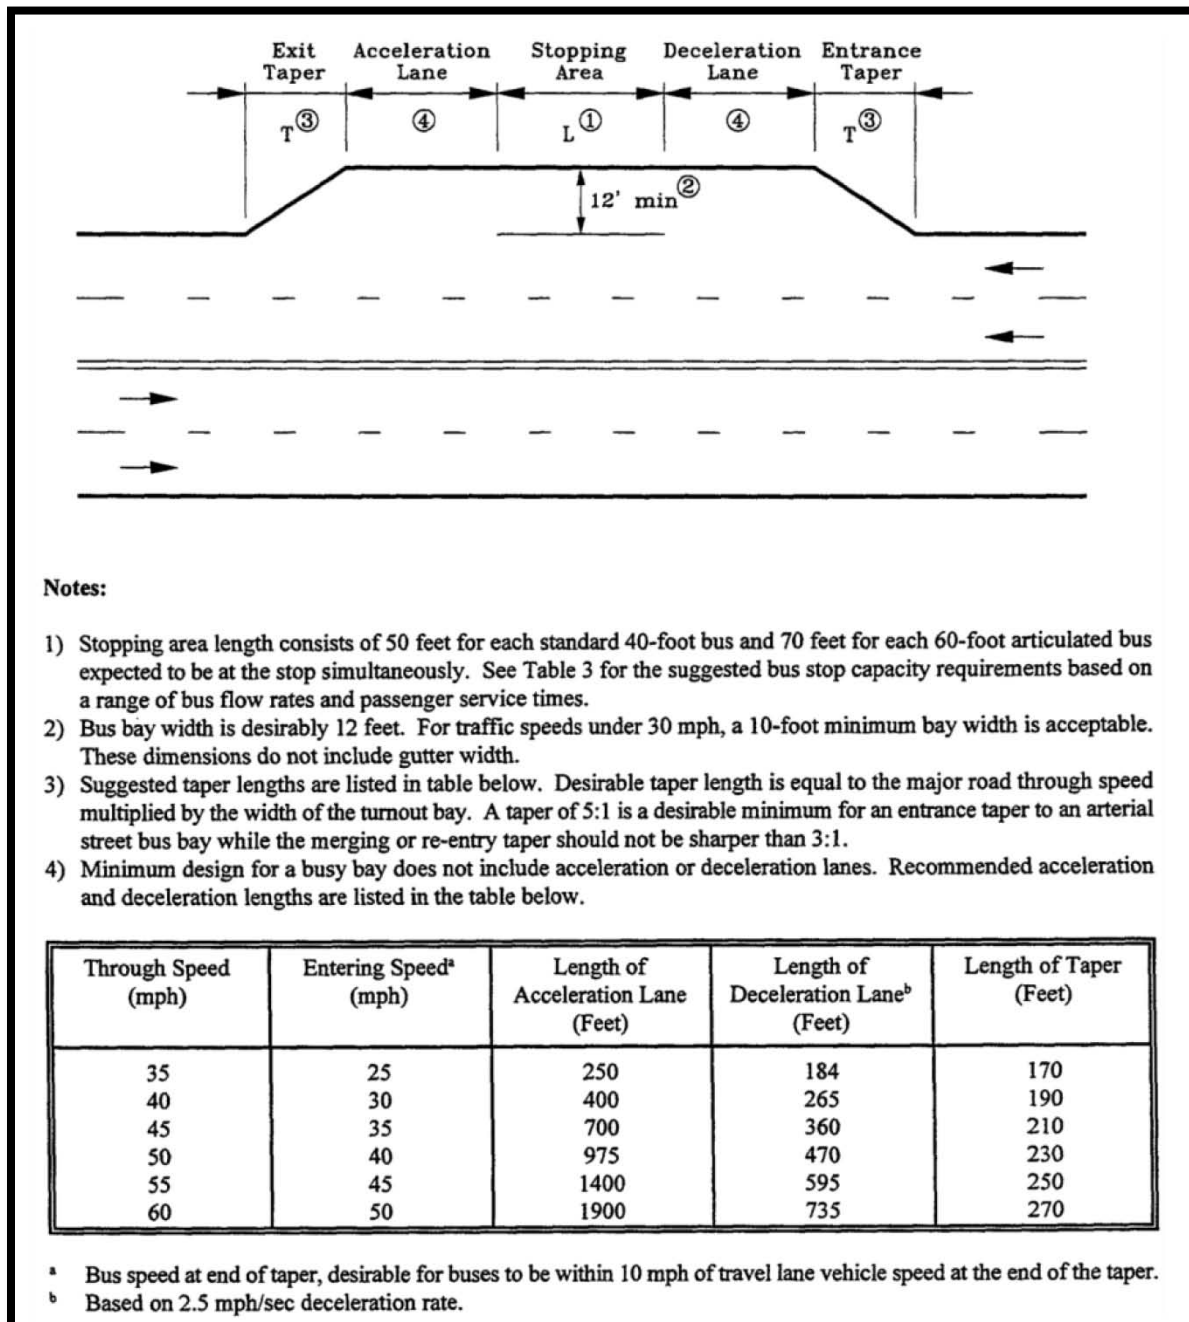 Exit Acceleration Stopping Deceleration Entrance
Taper Lane Area Lane Taper
T③ ④ L① ④ T③
12' min②
Notes:
1) Stopping area length consists of 50 feet for each standard 40-foot bus and 70 feet for each 60-foot articulated bus
expected to be at the stop simultaneously. See Table 3 for the suggested bus stop capacity requirements based on
a range of bus flow rates and passenger service times.
2) Bus bay width is desirably 12 feet. For traffic speeds under 30 mph, a 10-foot minimum bay width is acceptable.
These dimensions do not include gutter width.
3) Suggested taper lengths are listed in table below. Desirable taper length is equal to the major road through speed
multiplied by the width of the turnout bay. A taper of 5:1 is a desirable minimum for an entrance taper to an arterial
street bus bay while the merging or re-entry taper should not be sharper than 3:1.
4) Minimum design for a busy bay does not include acceleration or deceleration lanes. Recommended acceleration
and deceleration lengths are listed in the table below.
Through Speed Entering Speedᵃ Length of Length of Length of Taper
(mph) (mph) Acceleration Lane Deceleration Laneᵇ (Feet)
(Feet) (Feet)
35 25 250 184 170
40 30 400 265 190
45 35 700 360 210
50 40 975 470 230
55 45 1400 595 250
60 50 1900 735 270
ᵃ Bus speed at end of taper, desirable for buses to be within 10 mph of travel lane vehicle speed at the end of the taper.
ᵇ Based on 2.5 mph/sec deceleration rate.